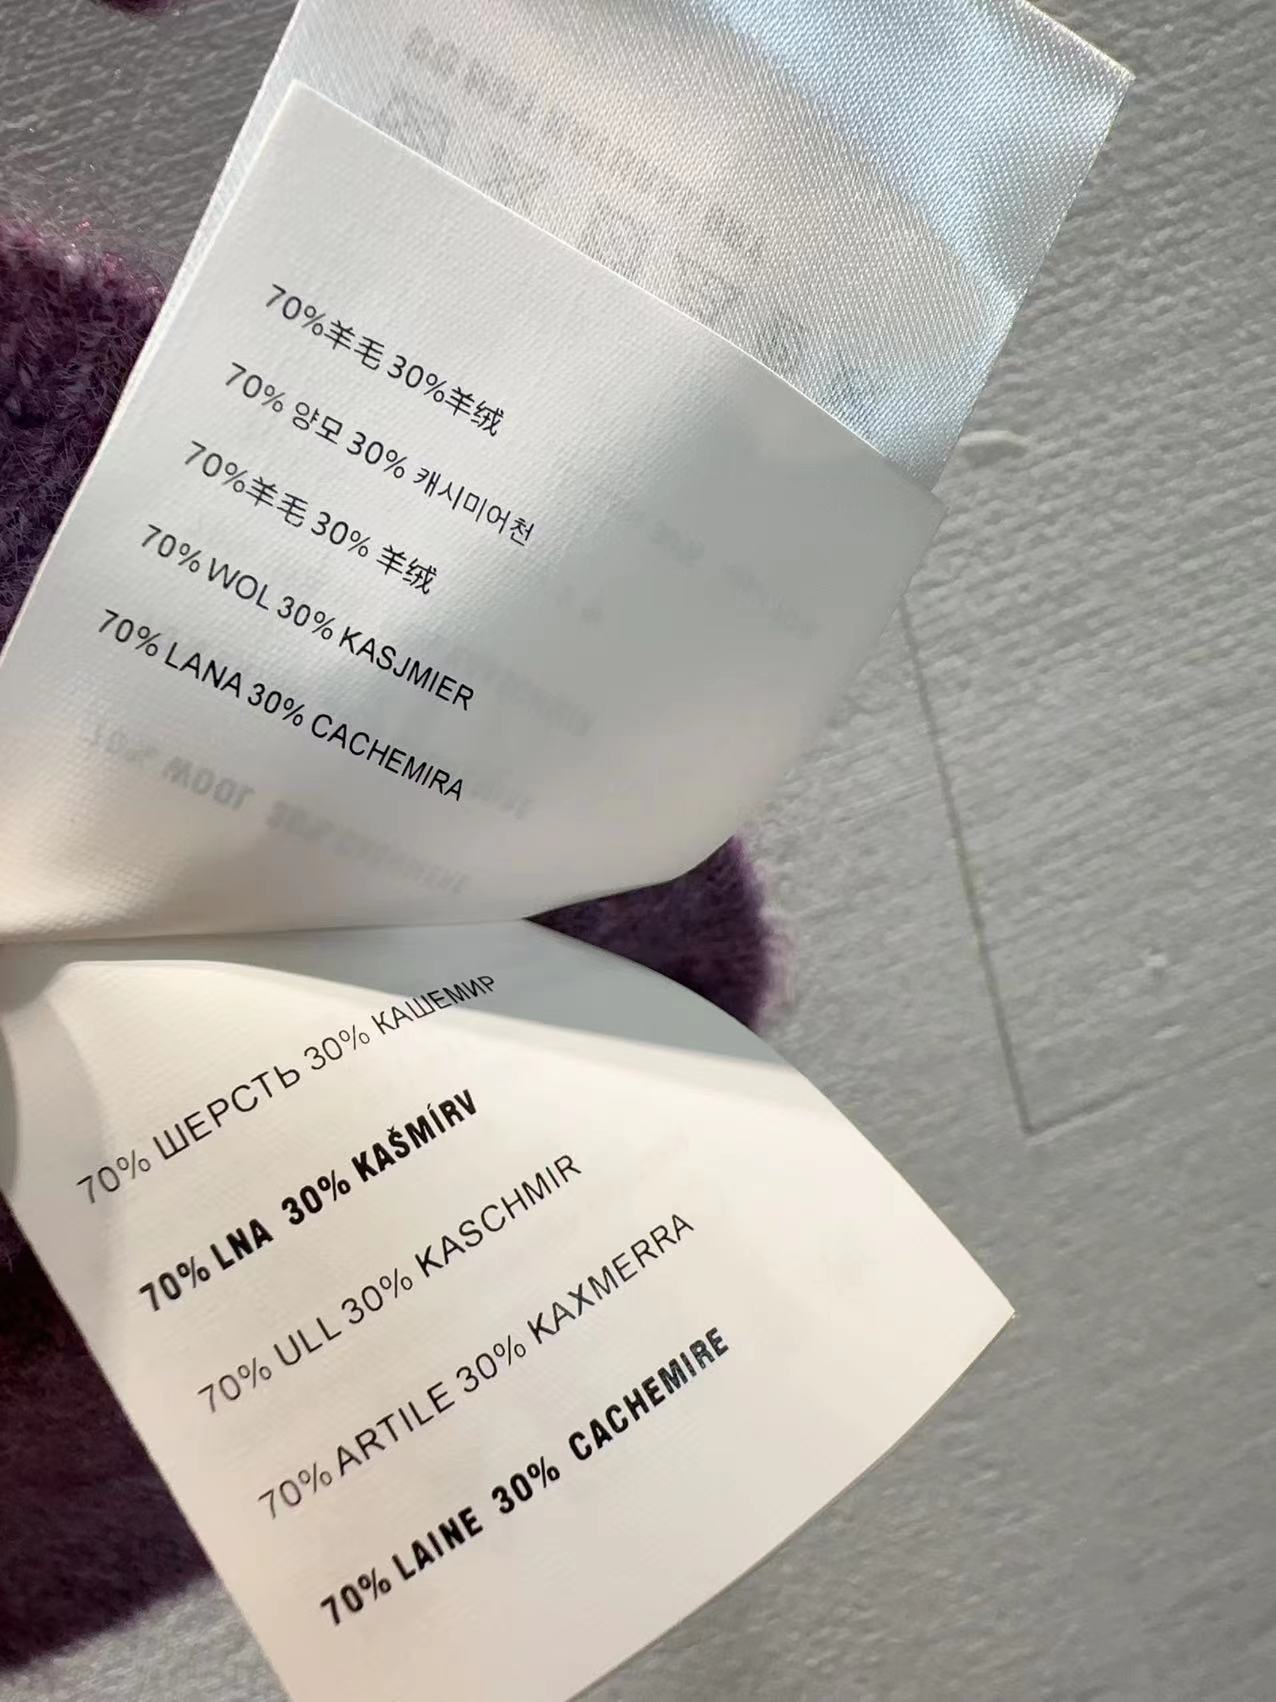 70%羊毛 30%羊绒
70% 양모 30% 캐시미어천
70%羊毛 30% 羊绒
70% WOL 30% KASJMIER
70% LANA 30% CACHEMIRA
70% ШЕРСТЬ 30% КАШЕМИР
70% LNA 30% KAŠMÍRV
70% ULL 30% KASCHMIR
70% ARTILE 30% KAXMERRA
70% LAINE 30% CACHEMIRE